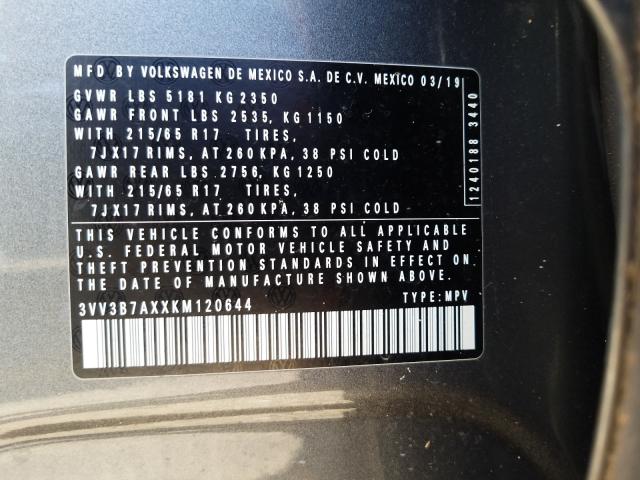 MFD BY VOLKSWAGEN DE MEXICO S.A. DE C.V. MEXICO 03/19
GVWR LBS 5181 KG 2350
GAWR FRONT LBS 2535, KG 1150
WITH 215/65 R17 TIRES,
7JX17 RIMS, AT 260 KPA, 38 PSI COLD
GAWR REAR LBS 2756, KG 1250
WITH 215/65 R17 TIRES,
7JX17 RIMS, AT 260 KPA, 38 PSI COLD
1240188 3440
THIS VEHICLE CONFORMS TO ALL APPLICABLE
U.S. FEDERAL MOTOR VEHICLE SAFETY AND
THEFT PREVENTION STANDARDS IN EFFECT ON
THE DATE OF MANUFACTURE SHOWN ABOVE.
3VV3B7AXXKM120644 TYPE: MPV